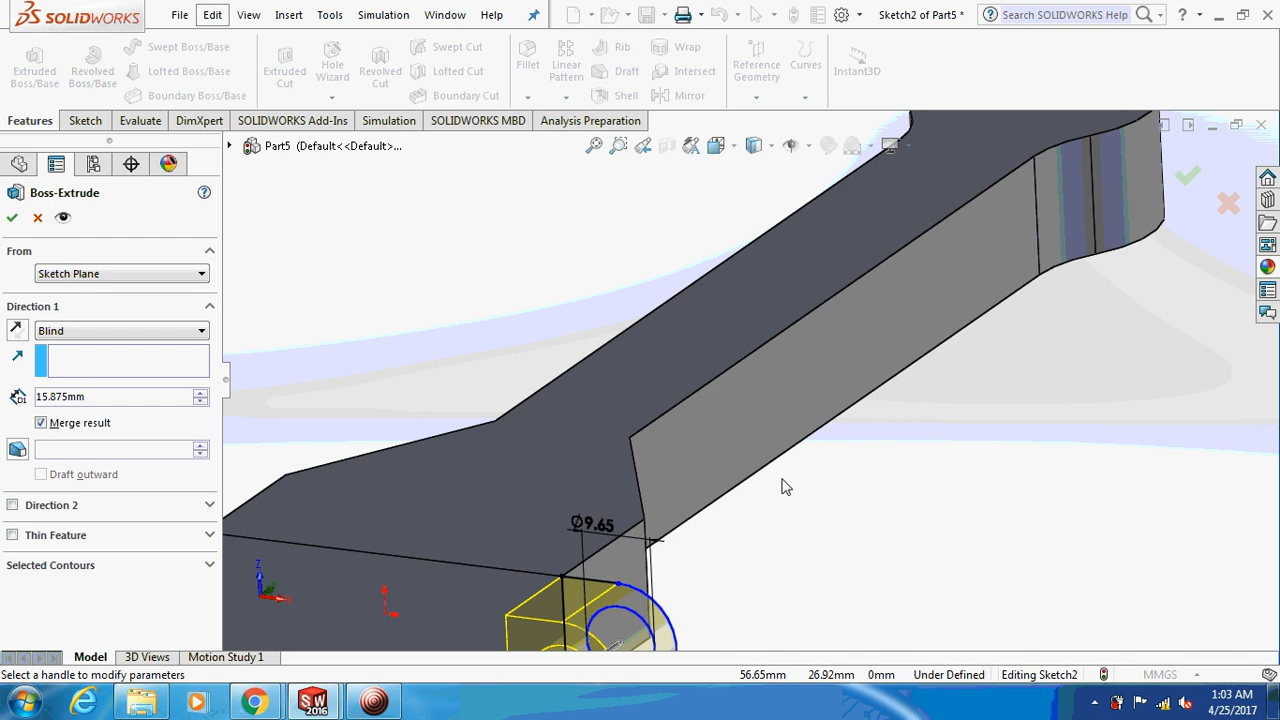 SOLIDWORKS File Edit View Insert Tools Simulation Window Help Sketch2 of Part5 * Search SOLIDWORKS Help ?
Extruded Boss/Base Revolved Boss/Base Swept Boss/Base Lofted Boss/Base Boundary Boss/Base Extruded Cut Hole Wizard Revolved Cut Swept Cut Lofted Cut Boundary Cut Fillet Linear Pattern Rib Draft Shell Wrap Intersect Mirror Reference Geometry Curves Instant3D
Features Sketch Evaluate DimXpert SOLIDWORKS Add-Ins Simulation SOLIDWORKS MBD Analysis Preparation
Part5 (Default<<Default>...
Boss-Extrude ?
From
Sketch Plane
Direction 1
Blind
D1 15.875mm
Merge result
Draft outward
Direction 2
Thin Feature
Selected Contours
Ø9.65
Z
Model 3D Views Motion Study 1
Select a handle to modify parameters 56.65mm 26.92mm 0mm Under Defined Editing Sketch2 MMGS
SW 2016
1:03 AM
4/25/2017